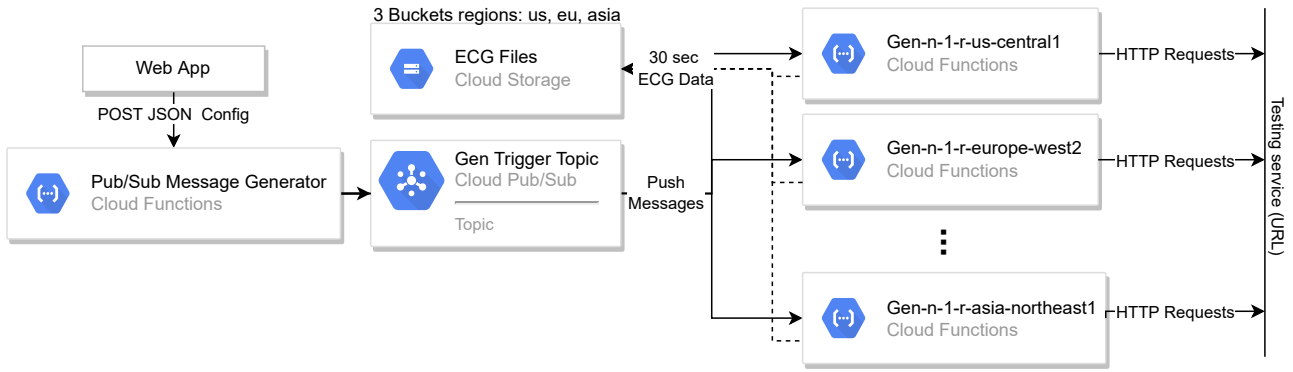 3 Buckets regions: us, eu, asia
Web App
POST JSON  Config
Pub/Sub Message Generator
Cloud Functions
ECG Files
Cloud Storage
Gen Trigger Topic
Cloud Pub/Sub
Topic
30 sec
ECG Data
Push
Messages
Gen-n-1-r-us-central1
Cloud Functions
HTTP Requests
Gen-n-1-r-europe-west2
Cloud Functions
HTTP Requests
Gen-n-1-r-asia-northeast1
Cloud Functions
HTTP Requests
Testing service (URL)